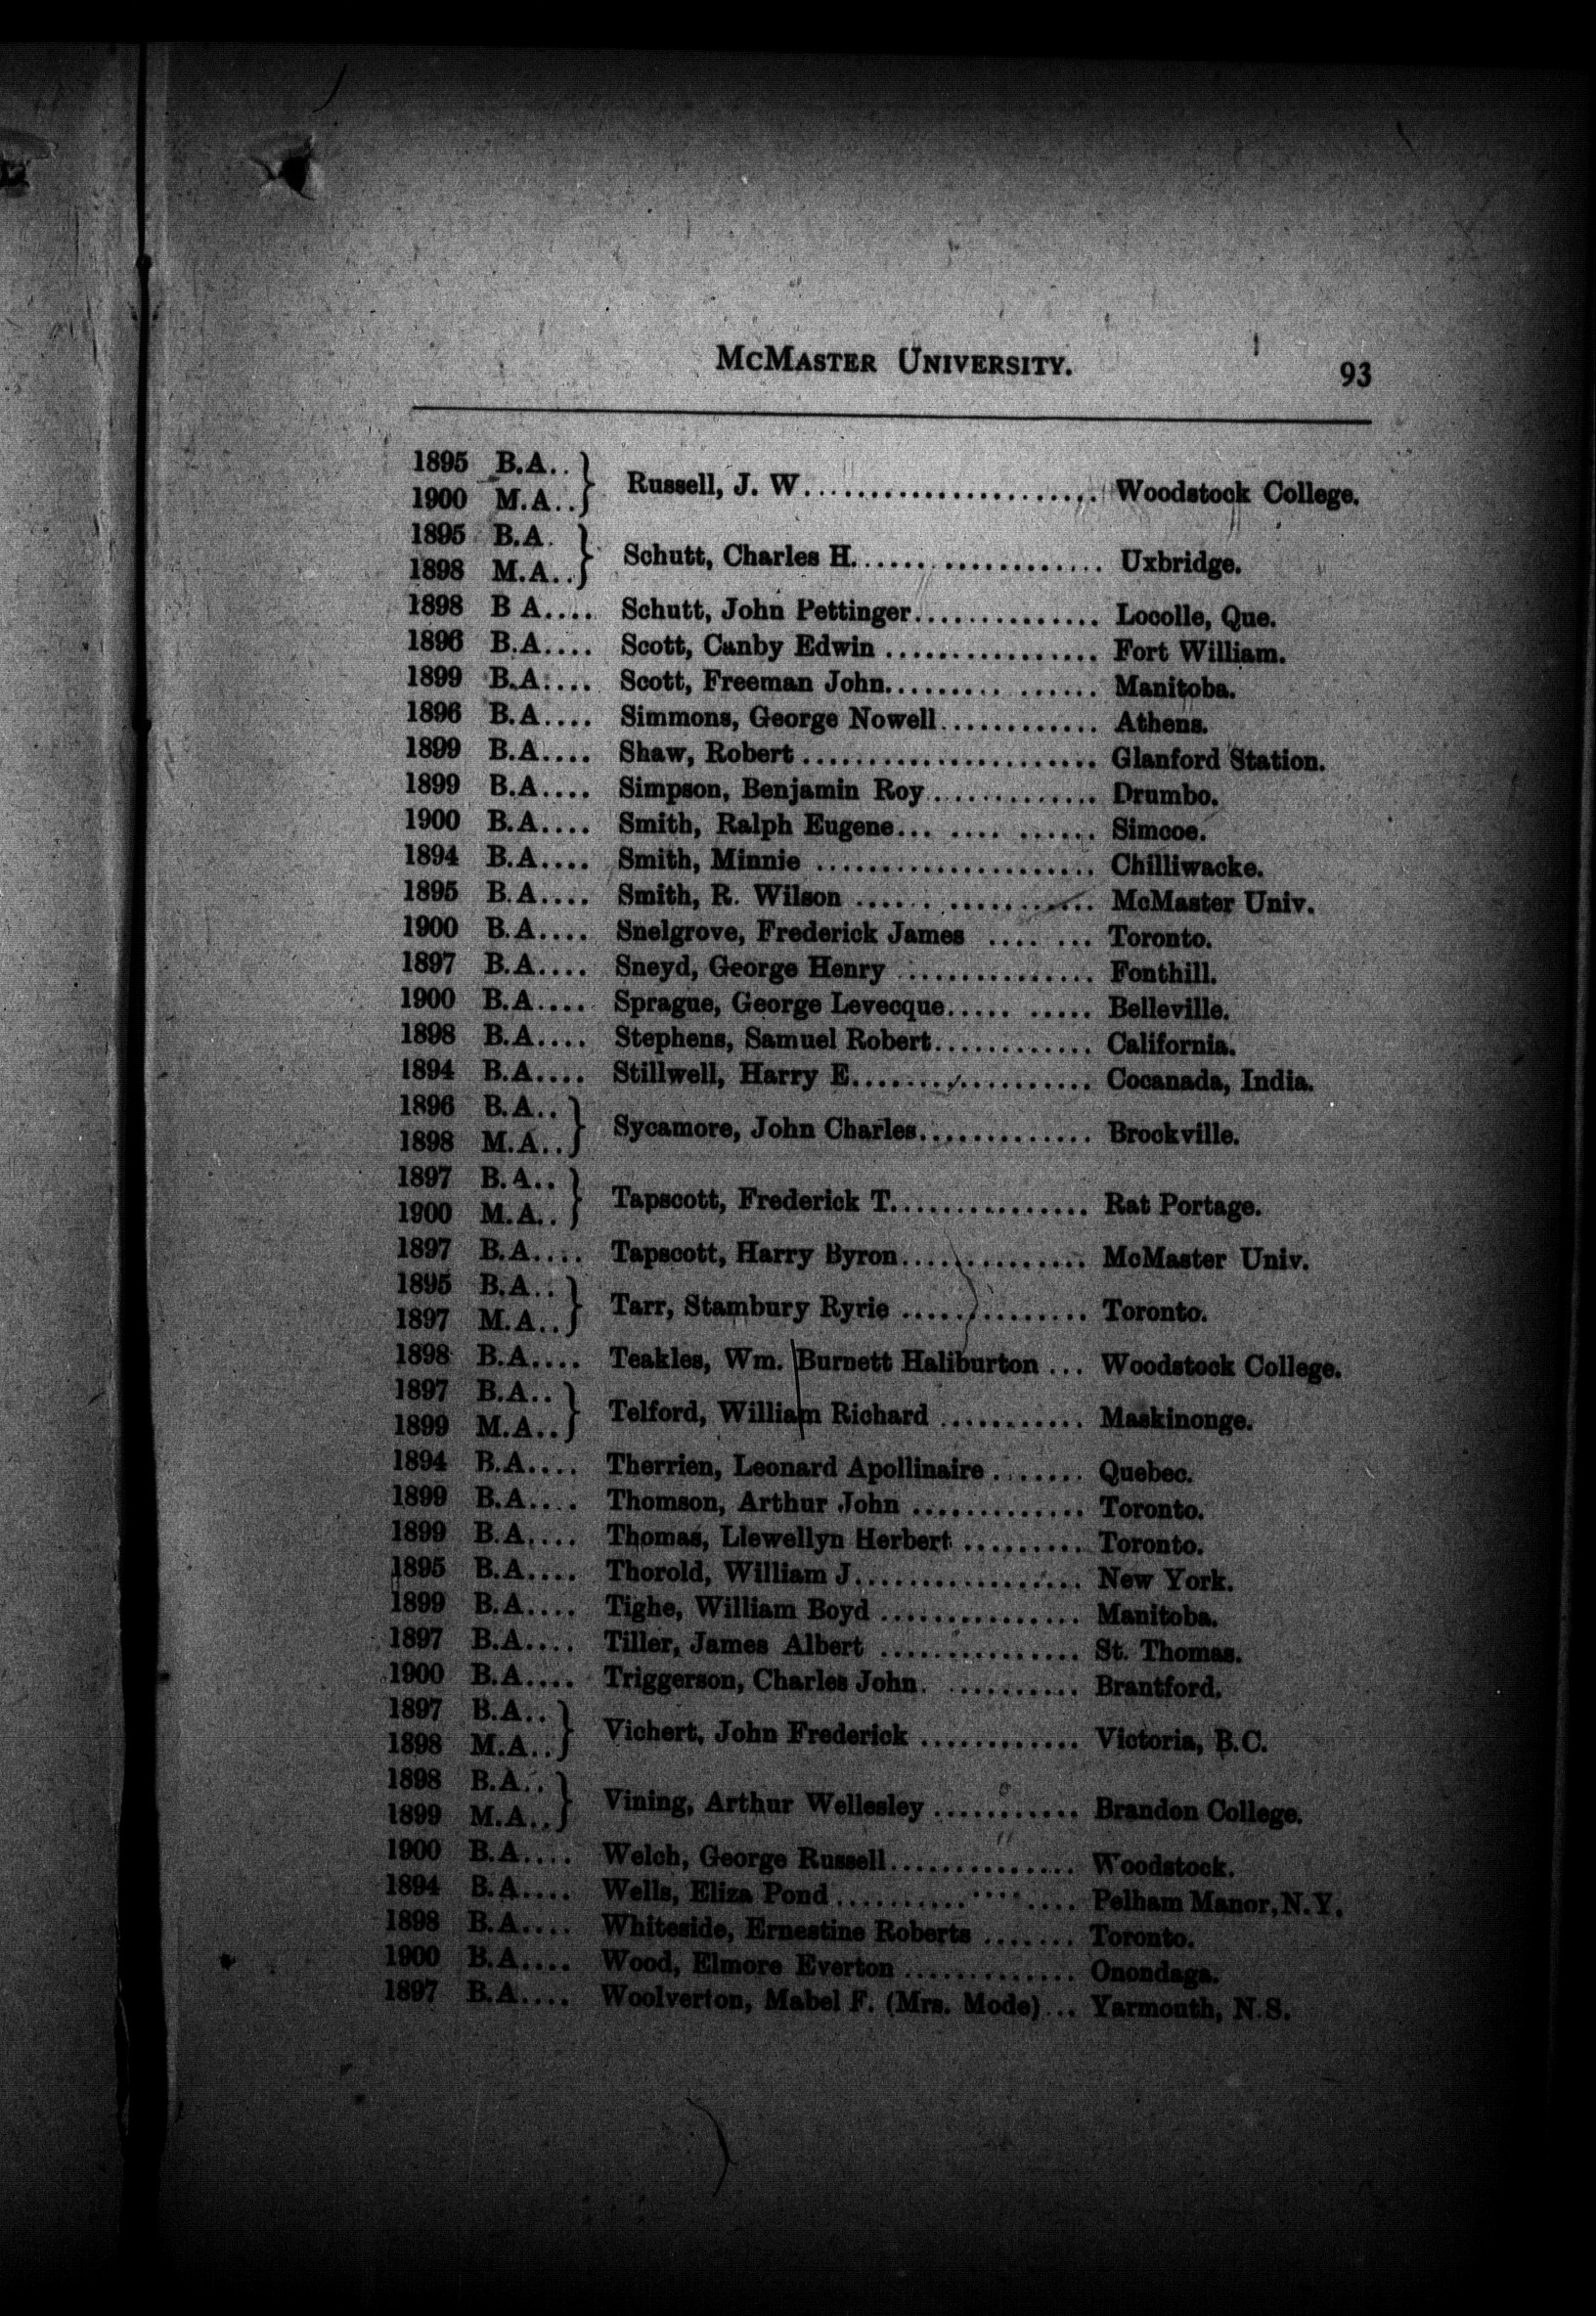 McMASTER UNIVERSITY. 93
1895 B.A.. }
1900 M.A.. } Russell, J. W...................... Woodstock College.
1895 B.A. }
1898 M.A.. } Schutt, Charles H................... Uxbridge.
1898 B A.... Schutt, John Pettinger.............. Locolle, Que.
1896 B.A.... Scott, Canby Edwin ................ Fort William.
1899 B.A.... Scott, Freeman John......... ...... Manitoba.
1896 B.A.... Simmons, George Nowell............ Athens.
1899 B.A.... Shaw, Robert ...................... Glanford Station.
1899 B.A.... Simpson, Benjamin Roy............. Drumbo.
1900 B.A.... Smith, Ralph Eugene... .... ...... Simcoe.
1894 B.A.... Smith, Minnie ..................... Chilliwacke.
1895 B.A.... Smith, R. Wilson ...... ........... McMaster Univ.
1900 B.A.... Snelgrove, Frederick James .... ... Toronto.
1897 B.A.... Sneyd, George Henry ............... Fonthill.
1900 B.A.... Sprague, George Levecque..... ..... Belleville.
1898 B.A.... Stephens, Samuel Robert............ California.
1894 B.A.... Stillwell, Harry E.................. Cocanada, India.
1896 B.A.. }
1898 M.A.. } Sycamore, John Charles............. Brockville.
1897 B.A.. }
1900 M.A.. } Tapscott, Frederick T............... Rat Portage.
1897 B.A.... Tapscott, Harry Byron.............. McMaster Univ.
1895 B.A.. }
1897 M.A.. } Tarr, Stambury Ryrie .............. Toronto.
1898 B.A.... Teakles, Wm. Burnett Haliburton ... Woodstock College.
1897 B.A.. }
1899 M.A.. } Telford, William Richard ........... Maskinonge.
1894 B.A.... Therrien, Leonard Apollinaire ....... Quebec.
1899 B.A.... Thomson, Arthur John ............. Toronto.
1899 B.A.... Thomas, Llewellyn Herbert ......... Toronto.
1895 B.A.... Thorold, William J................. New York.
1899 B.A.... Tighe, William Boyd ............... Manitoba.
1897 B.A.... Tiller, James Albert ............... St. Thomas.
1900 B.A.... Triggerson, Charles John. .......... Brantford.
1897 B.A.. }
1898 M.A.. } Vichert, John Frederick ............ Victoria, B.C.
1898 B.A.. }
1899 M.A.. } Vining, Arthur Wellesley ........... Brandon College.
1900 B.A.... Welch, George Russell.............. Woodstock.
1894 B.A.... Wells, Eliza Pond.................. Pelham Manor, N.Y.
1898 B.A.... Whiteside, Ernestine Roberts ....... Toronto.
1900 B.A.... Wood, Elmore Everton ............. Onondaga.
1897 B.A.... Woolverton, Mabel F. (Mrs. Mode)... Yarmouth, N.S.